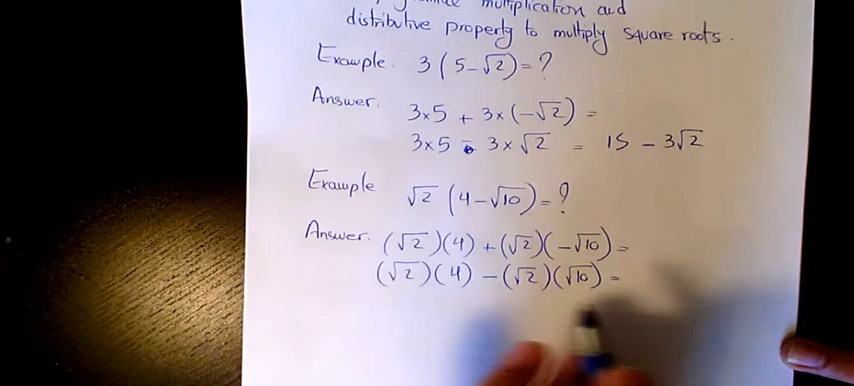 multiplication and
distributive property to multiply square roots.
Example: 3 (5-√2) = ?
Answer: 3×5 + 3×(-√2) =
3×5 - 3×√2 = 15 - 3√2
Example √2 (4-√10) = ?
Answer. (√2)(4) + (√2)(-√10) =
(√2)(4) - (√2)(√10) =